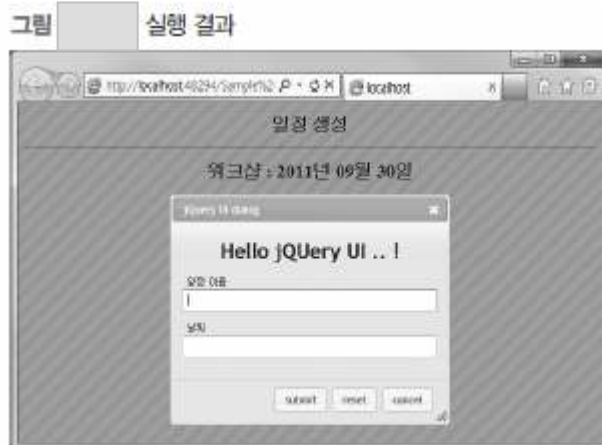 그림 실행 결과
http://localhost:48294/Sample%2
localhost
일정 생성
워크샵 : 2011년 09월 30일
jQuery UI dialog
Hello jQUery UI .. !
일정 이름
날짜
submit reset cancel